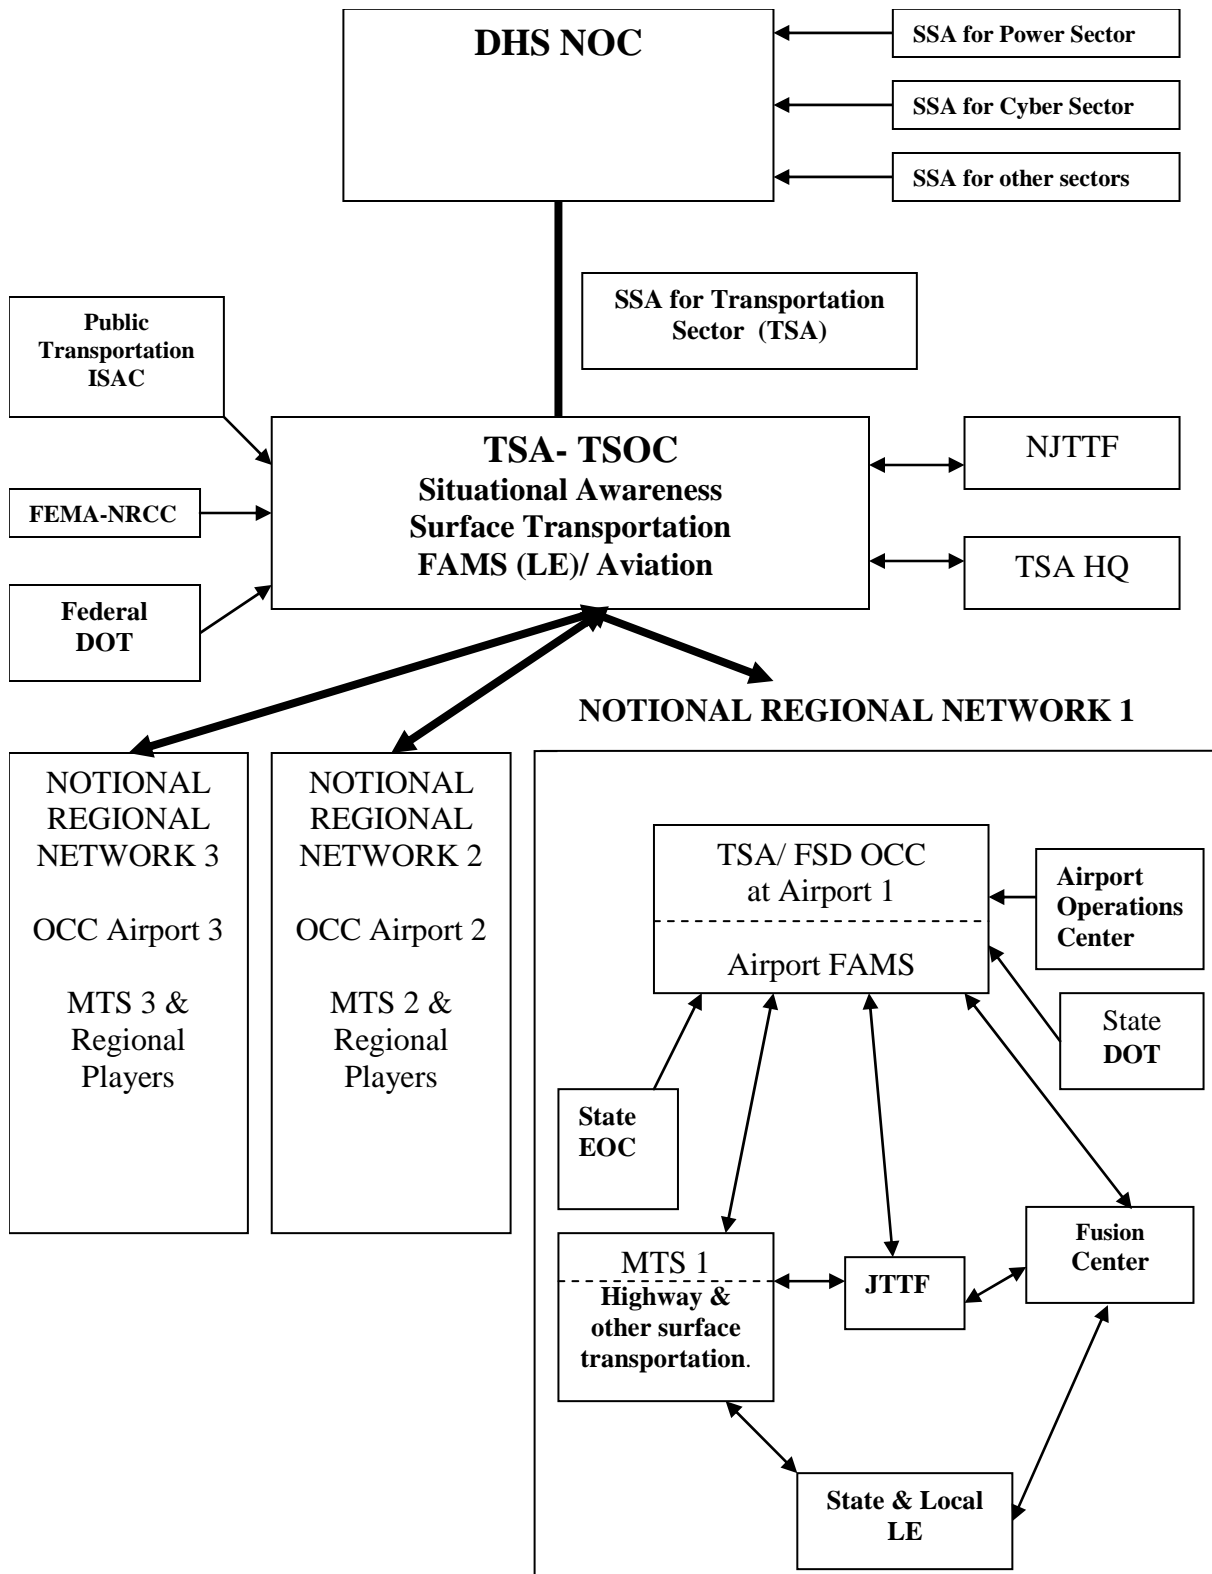 DHS NOC
SSA for Power Sector
SSA for Cyber Sector
SSA for other sectors
SSA for Transportation
Sector (TSA)
Public
Transportation
ISAC
FEMA-NRCC
Federal
DOT
TSA- TSOC
Situational Awareness
Surface Transportation
FAMS (LE)/ Aviation
NJTTF
TSA HQ
NOTIONAL REGIONAL NETWORK 1
NOTIONAL
REGIONAL
NETWORK 3
OCC Airport 3
MTS 3 &
Regional
Players
NOTIONAL
REGIONAL
NETWORK 2
OCC Airport 2
MTS 2 &
Regional
Players
TSA/ FSD OCC
at Airport 1
Airport FAMS
Airport
Operations
Center
State
DOT
State
EOC
MTS 1
Highway &
other surface
transportation.
JTTF
Fusion
Center
State & Local
LE